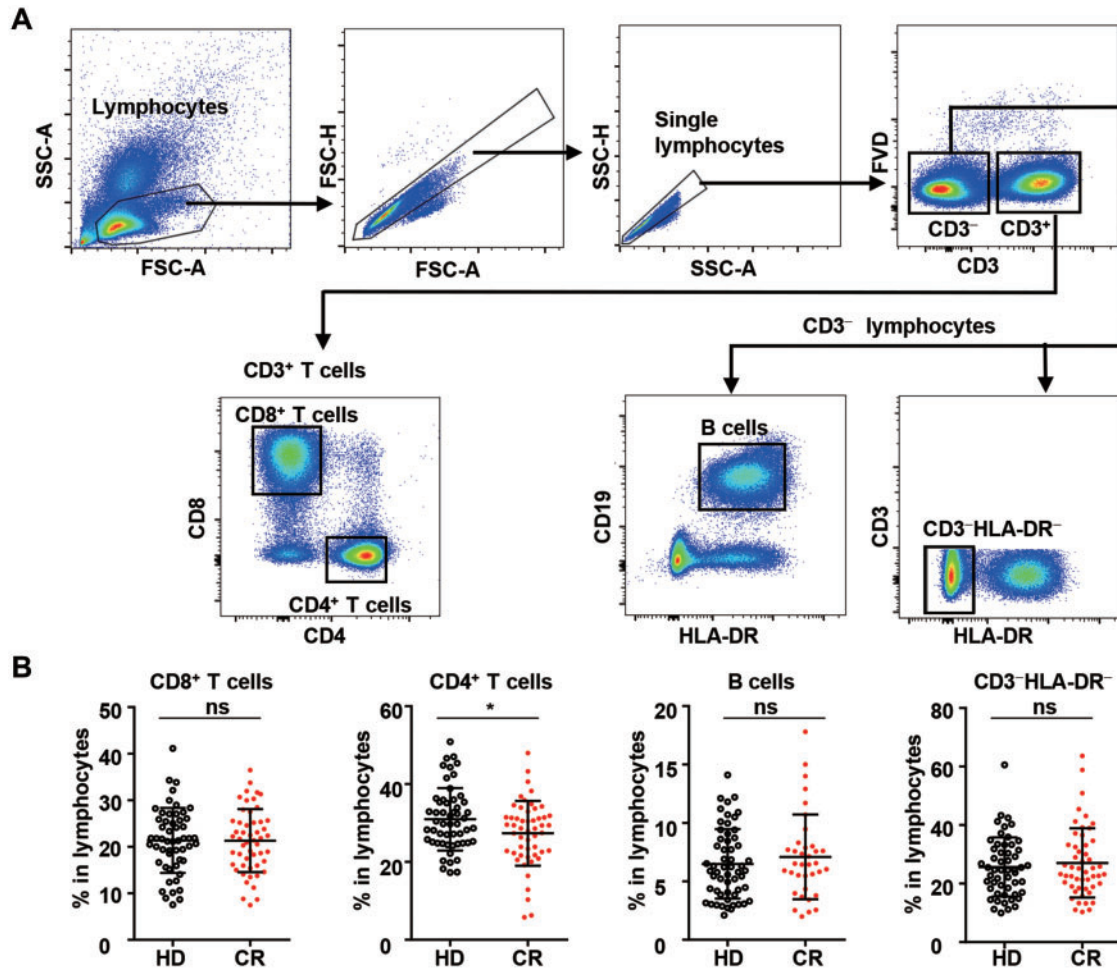 A
Lymphocytes
SSC-A
FSC-A
FSC-H
FSC-A
Single
lymphocytes
SSC-H
SSC-A
FVD
CD3⁻ CD3+
CD3
CD3⁻ lymphocytes
CD3⁺ T cells
CD8⁺ T cells
CD8
CD4⁺ T cells
CD4
B cells
CD19
HLA-DR
CD3⁻HLA-DR⁻
CD3
HLA-DR
B
CD8⁺ T cells
ns
% in lymphocytes
50
40
30
20
10
0
HD CR
CD4⁺ T cells
*
% in lymphocytes
60
40
20
0
HD CR
B cells
ns
% in lymphocytes
20
15
10
5
0
HD CR
CD3⁻HLA-DR⁻
ns
% in lymphocytes
80
60
40
20
0
HD CR